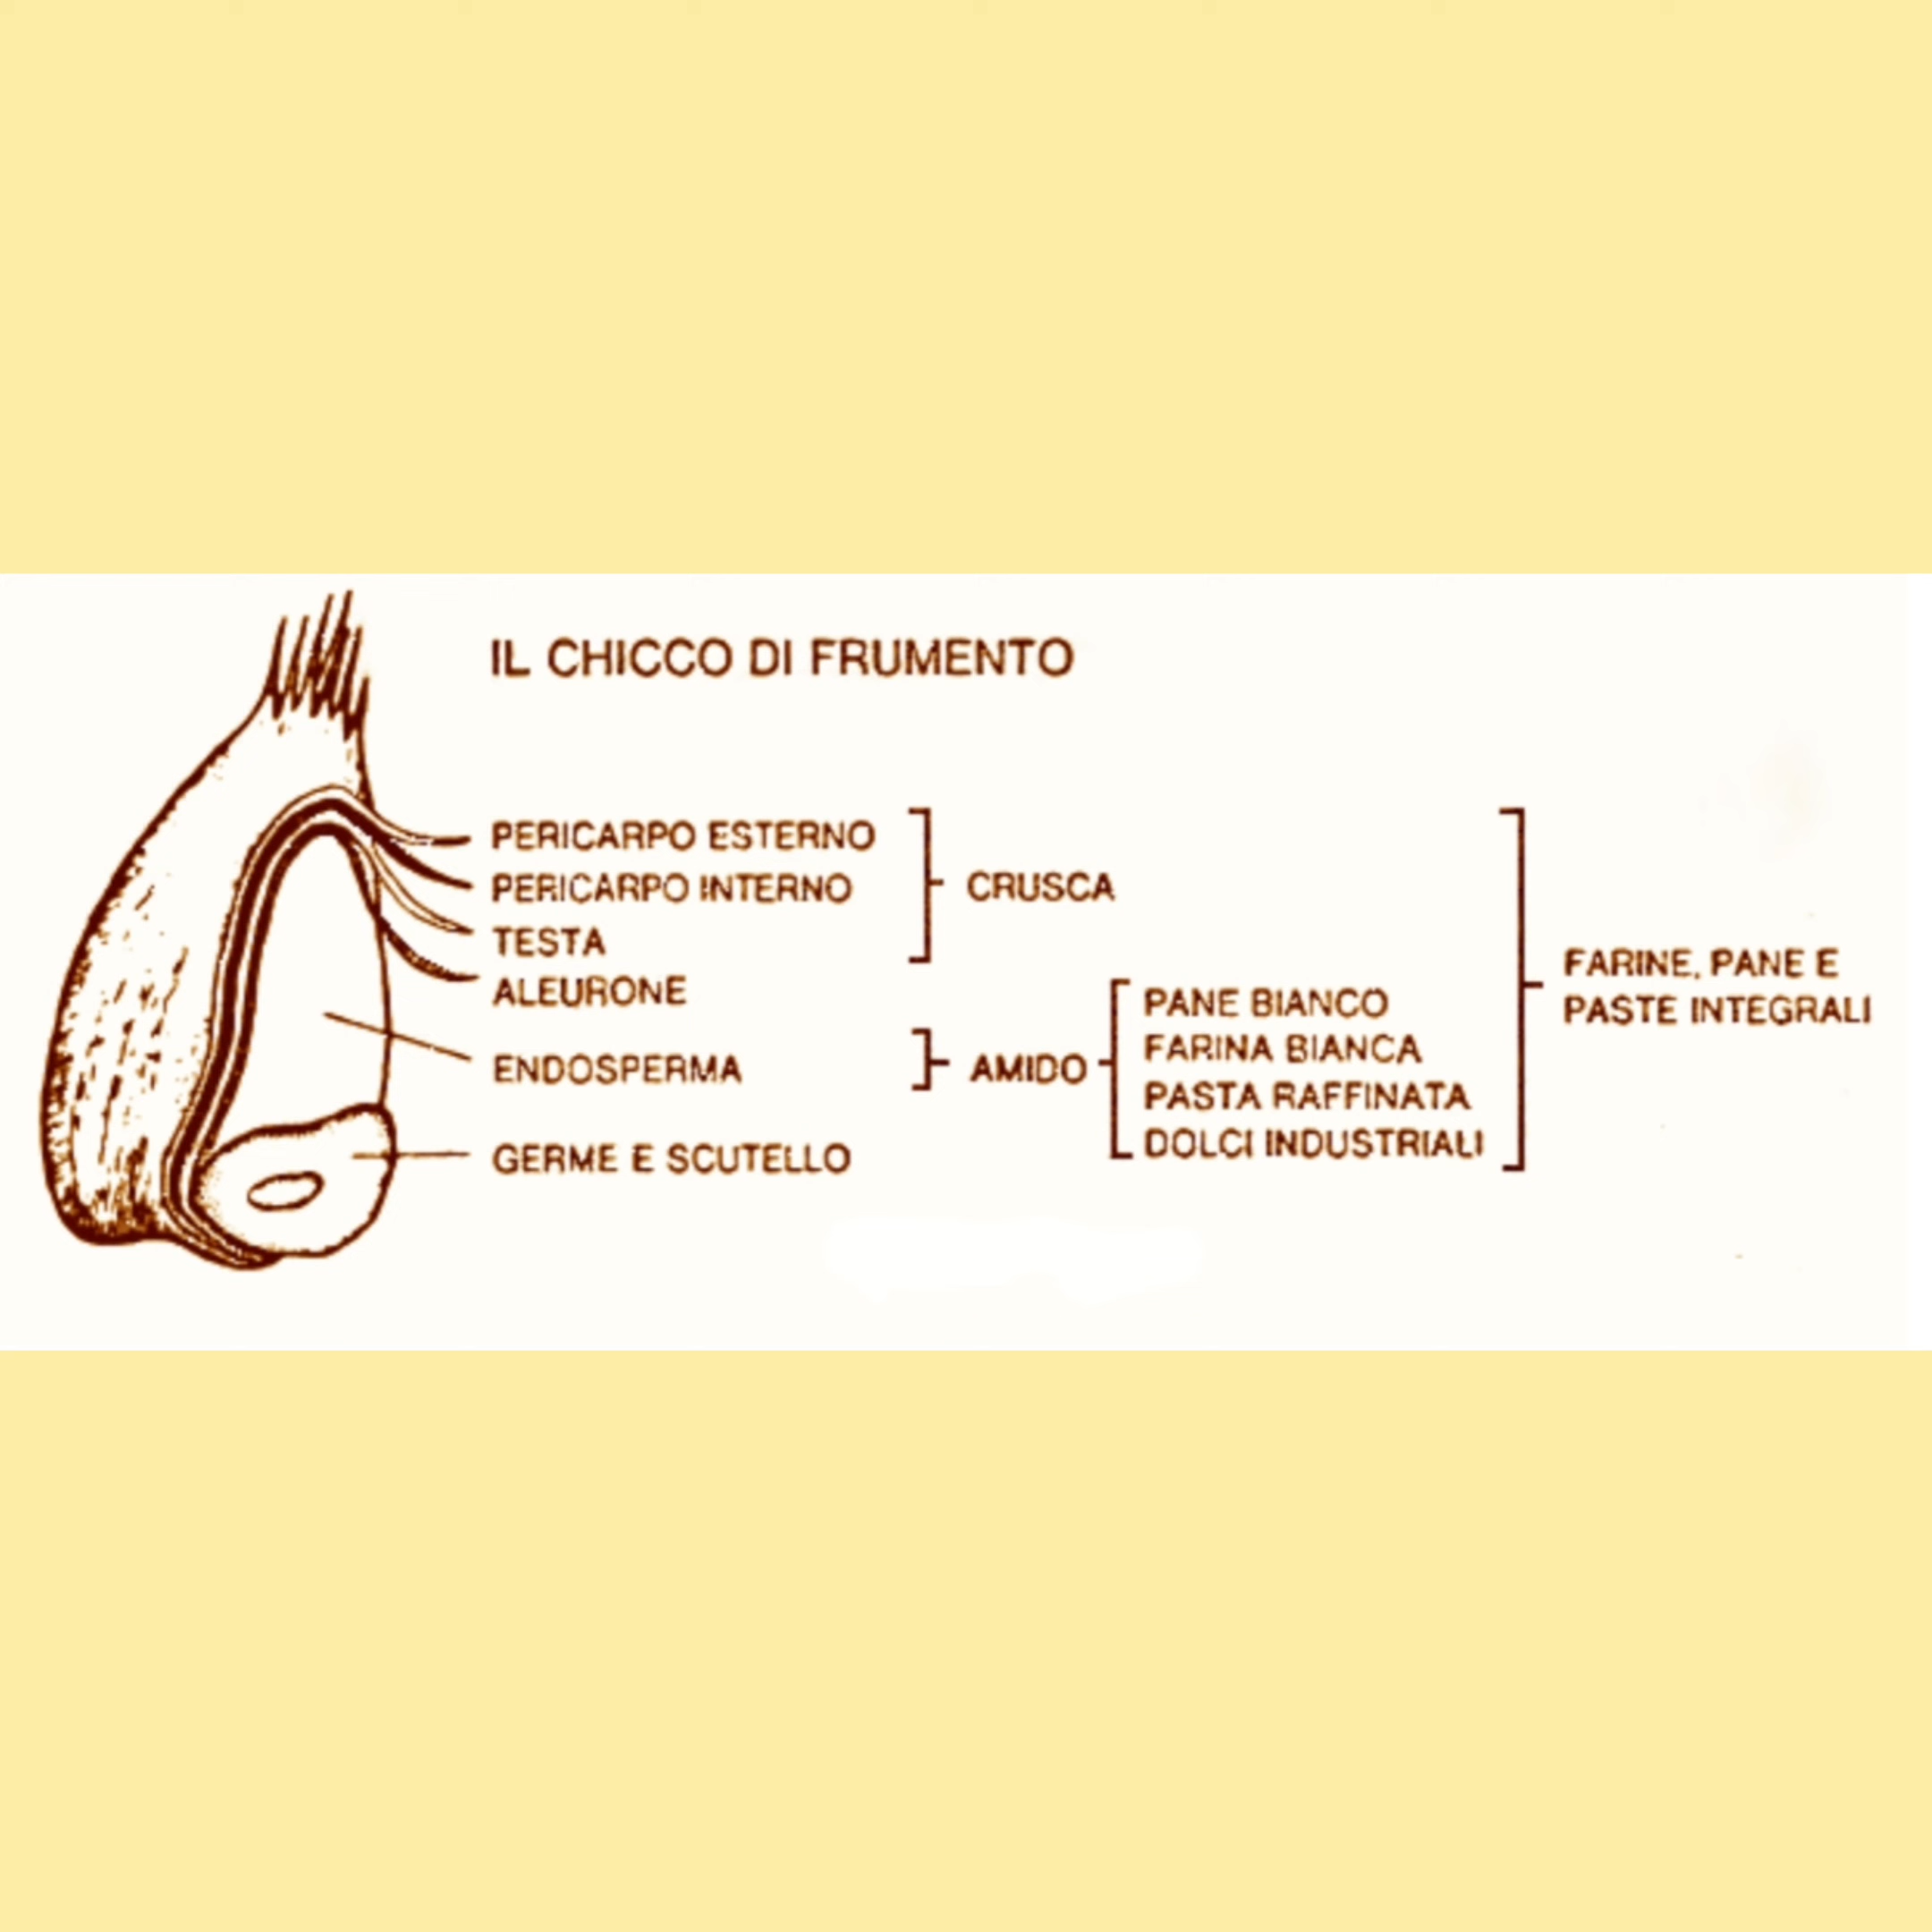 IL CHICCO DI FRUMENTO
PERICARPO ESTERNO
PERICARPO INTERNO
TESTA
ALEURONE
ENDOSPERMA
GERME E SCUTELLO
CRUSCA
AMIDO
PANE BIANCO
FARINA BIANCA
PASTA RAFFINATA
DOLCI INDUSTRIALI
FARINE, PANE E
PASTE INTEGRALI